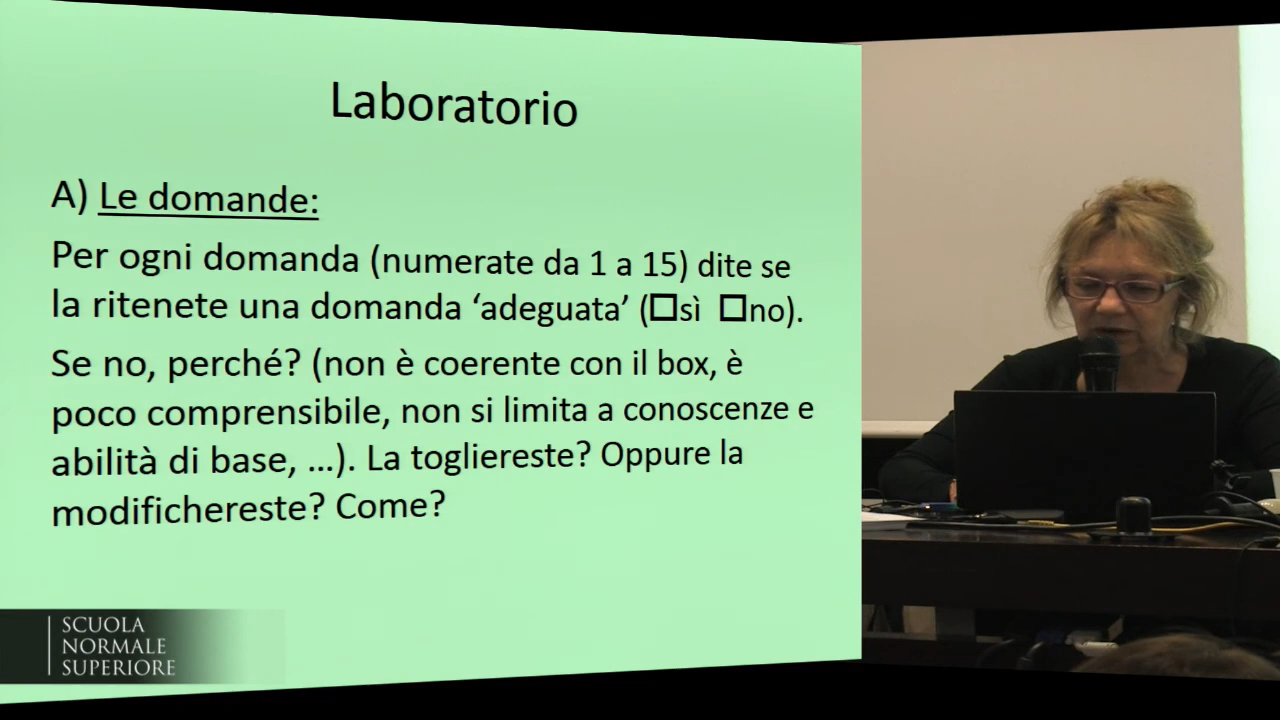 Laboratorio
A) Le domande:
Per ogni domanda (numerate da 1 a 15) dite se
la ritenete una domanda ‘adeguata’ (☐sì ☐no).
Se no, perché? (non è coerente con il box, è
poco comprensibile, non si limita a conoscenze e
abilità di base, …). La togliereste? Oppure la
modifichereste? Come?
SCUOLA
NORMALE
SUPERIORE